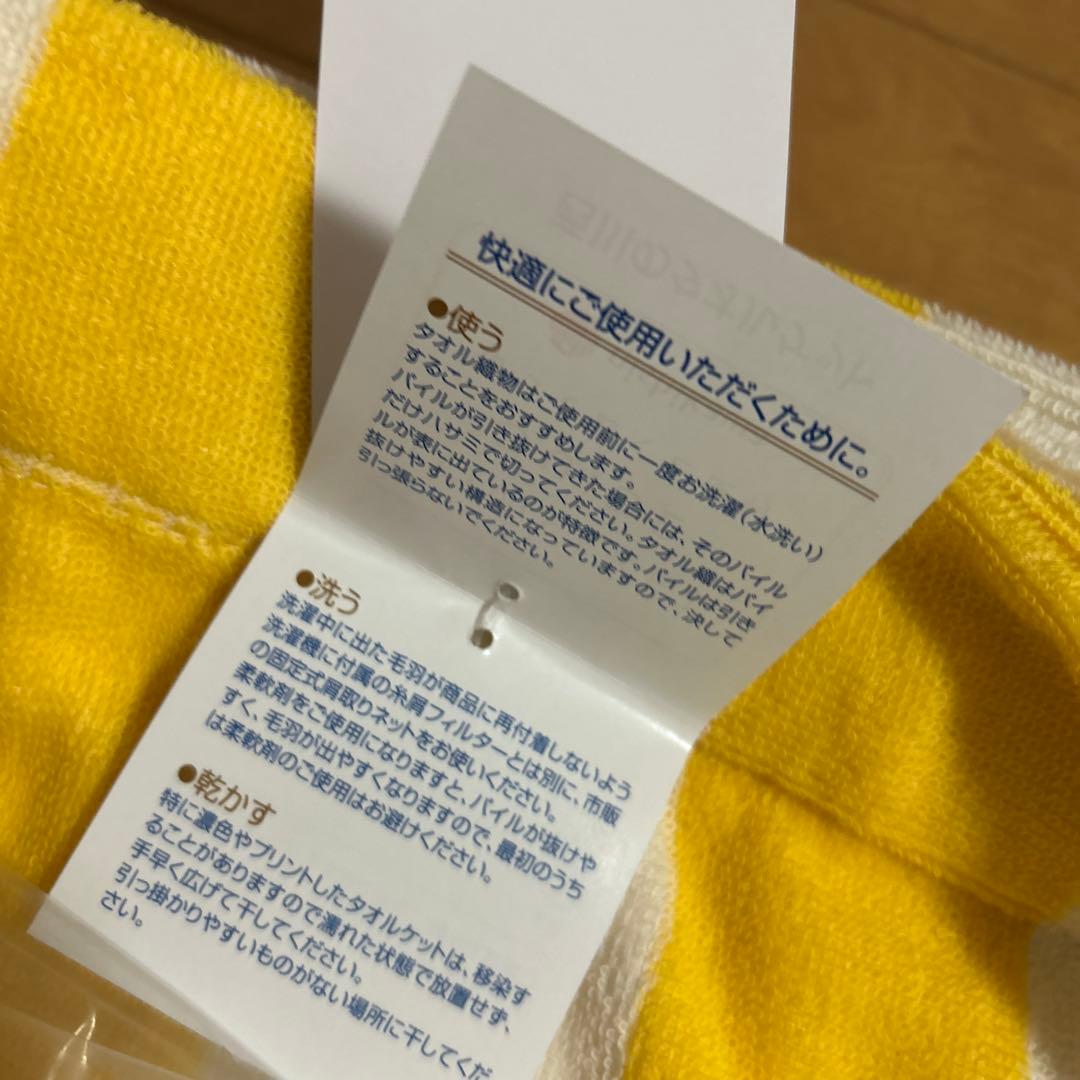 快適にご使用いただくために。
●使う
タオル織物はご使用前に一度お洗濯(水洗い)
することをおすすめします。
パイルが引き抜けてきた場合には、そのパイル
だけハサミで切ってください。タオル織はパイ
ルが表に出ているのが特徴です。パイルは引き
抜けやすい構造になっていますので、決して
引っ張らないでください。
●洗う
洗濯中に出た毛羽が商品に再付着しないよう
洗濯機に付属の糸屑フィルターとは別に、市販
の固定式屑取りネットをお使いください。
柔軟剤をご使用になりますと、パイルが抜けや
すく、毛羽が出やすくなりますので、最初のうち
は柔軟剤のご使用はお避けください。
●乾かす
特に濃色やプリントしたタオルケットは、移染す
ることがありますので濡れた状態で放置せず、
手早く広げて干してください。
引っ掛かりやすいものがない場所に干してくだ
さい。